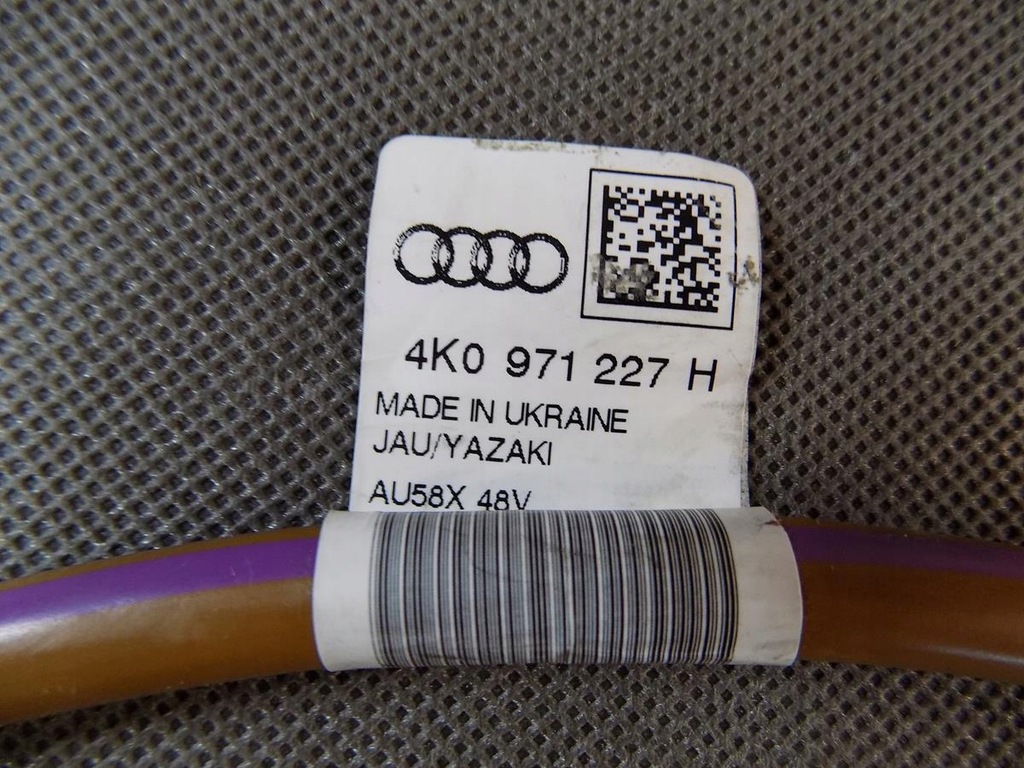 4K0 971 227 H
MADE IN UKRAINE
JAU/YAZAKI
AU58X 48V